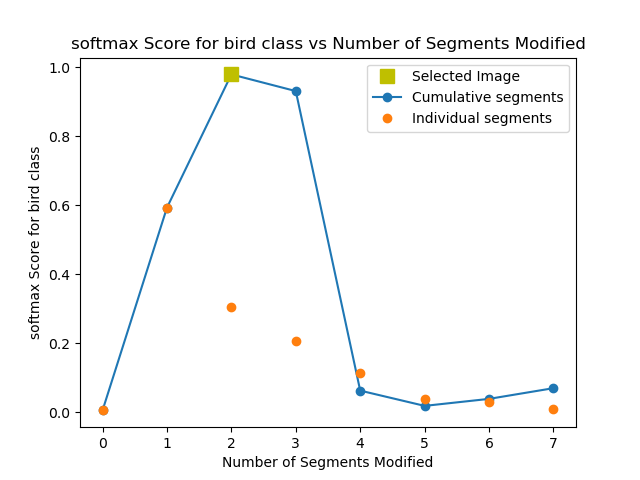 softmax Score for bird class vs Number of Segments Modified
Selected Image
Cumulative segments
Individual segments
softmax Score for bird class
1.0
0.8
0.6
0.4
0.2
0.0
0 1 2 3 4 5 6 7
Number of Segments Modified